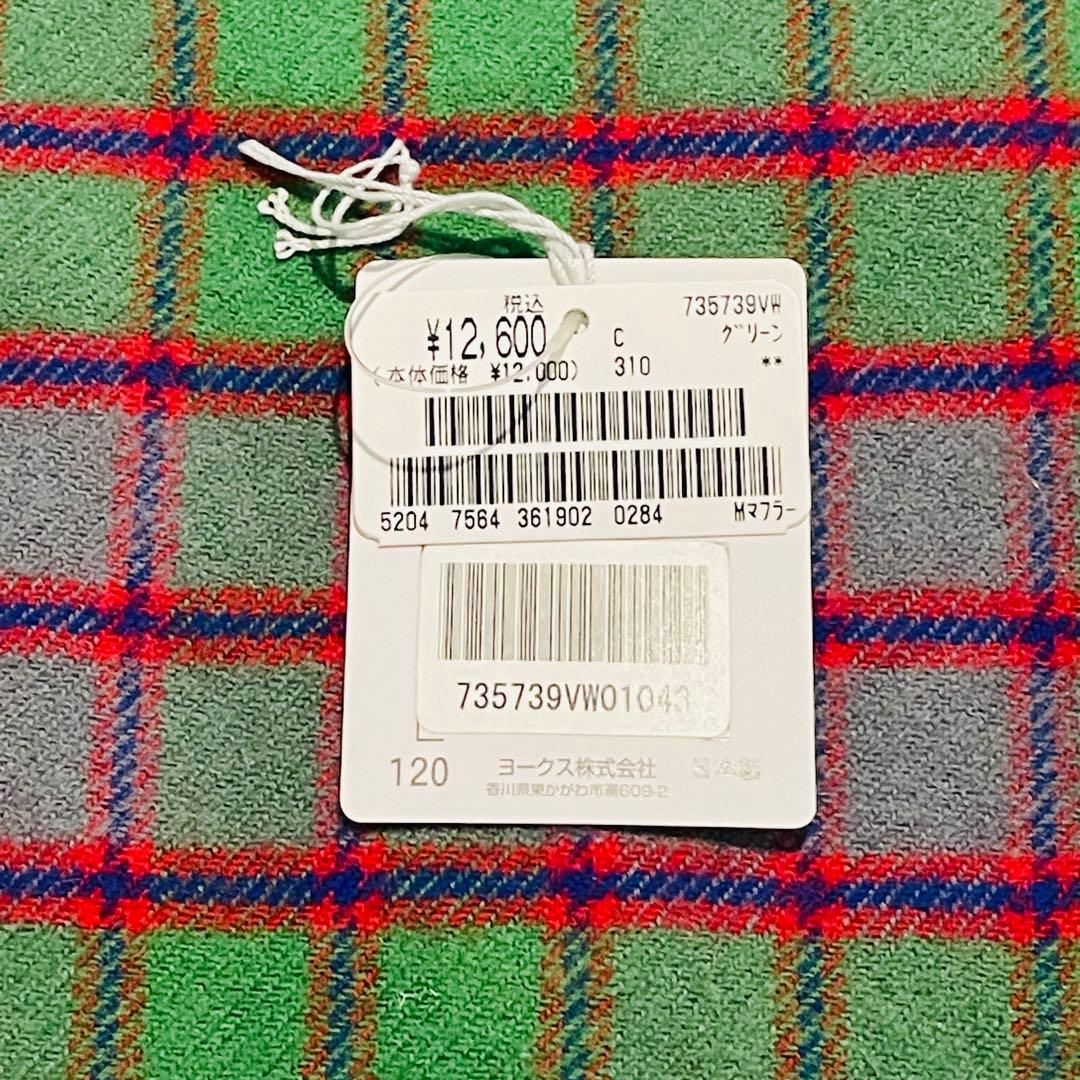 税込 735739VW
¥12,600 C グリーン
(本体価格 ¥12,000) 310 **
5204 7564 361902 0284 Mマフラー
735739VW01043
120 ヨークス株式会社
香川県東かがわ市湊609-2